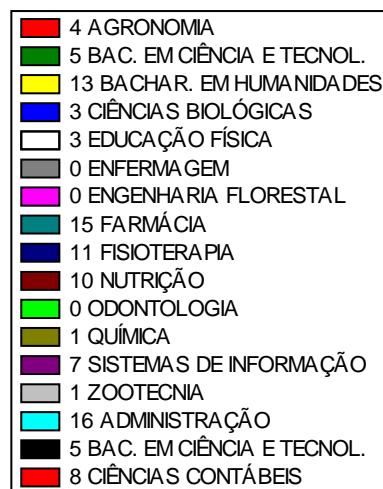 4 AGRONOMIA
5 BAC. EM CIÊNCIA E TECNOL.
13 BACHAR. EM HUMANIDADES
3 CIÊNCIAS BIOLÓGICAS
3 EDUCAÇÃO FÍSICA
0 ENFERMAGEM
0 ENGENHARIA FLORESTAL
15 FARMÁCIA
11 FISIOTERAPIA
10 NUTRIÇÃO
0 ODONTOLOGIA
1 QUÍMICA
7 SISTEMAS DE INFORMAÇÃO
1 ZOOTECNIA
16 ADMINISTRAÇÃO
5 BAC. EM CIÊNCIA E TECNOL.
8 CIÊNCIAS CONTÁBEIS